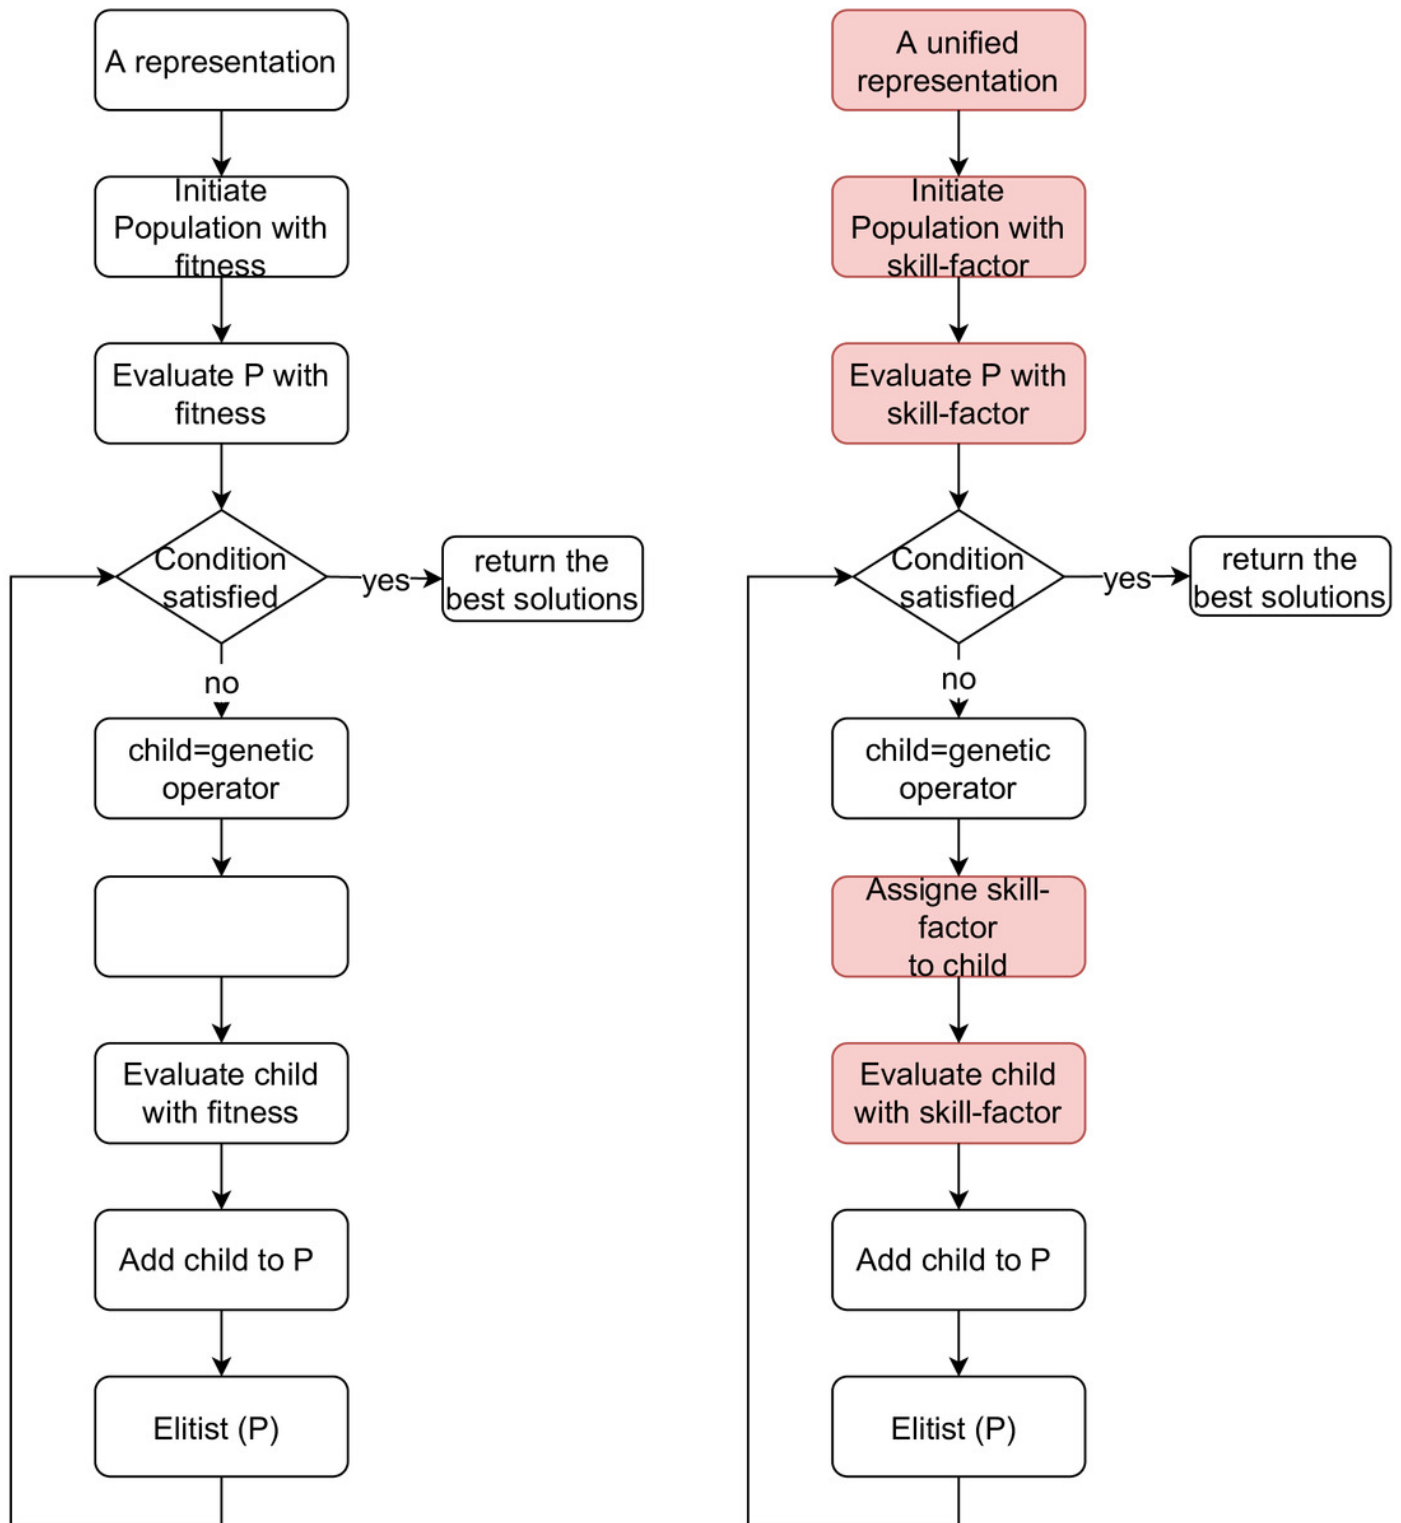 A representation
Initiate
Population with
fitness
Evaluate P with
fitness
Condition
satisfied
yes
return the
best solutions
no
child=genetic
operator
Evaluate child
with fitness
Add child to P
Elitist (P)
A unified
representation
Initiate
Population with
skill-factor
Evaluate P with
skill-factor
Condition
satisfied
yes
return the
best solutions
no
child=genetic
operator
Assigne skill-
factor
to child
Evaluate child
with skill-factor
Add child to P
Elitist (P)